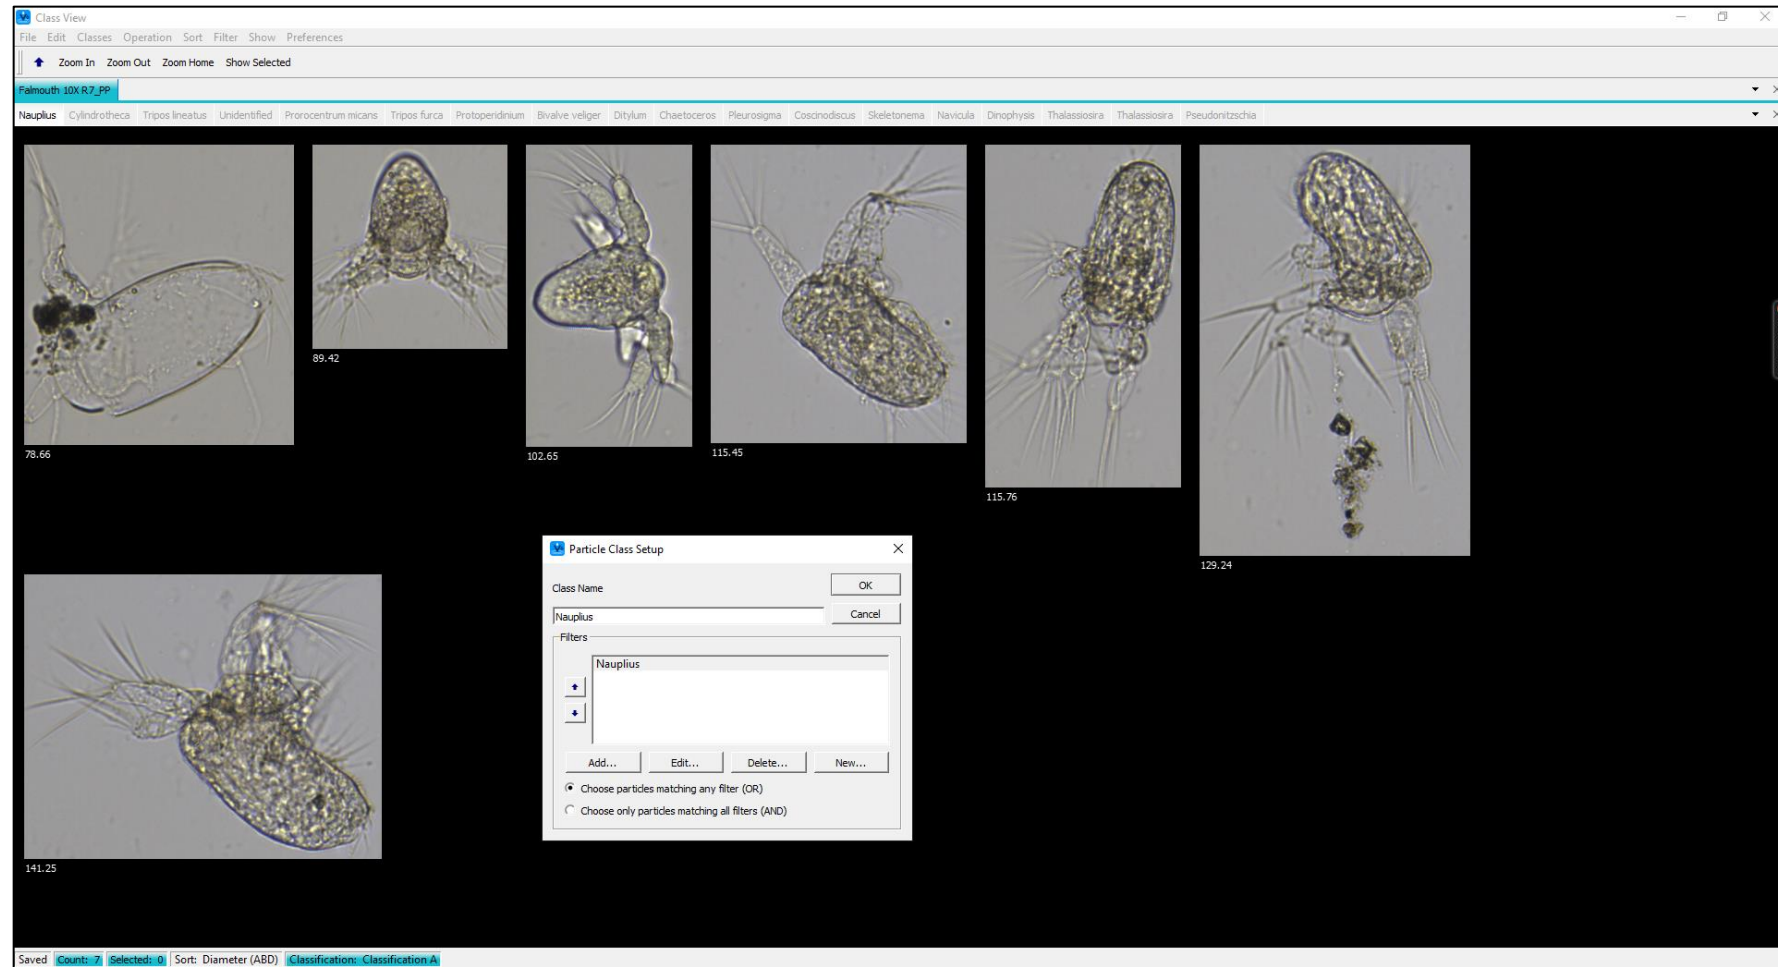 Class View
File Edit Classes Operation Sort Filter Show Preferences
Zoom In Zoom Out Zoom Home Show Selected
Falmouth 10X R7_PP
Nauplius Cylindrotheca Tripos lineatus Unidentified Prorocentrum micans Tripos furca Protoperidinium Bivalve veliger Ditylum Chaetoceros Pleurosigma Coscinodiscus Skeletonema Navicula Dinophysis Thalassiosira Thalassiosira Pseudonitzschia
89.42
78.66
102.65
115.45
115.76
129.24
Particle Class Setup
Class Name
OK
Nauplius
Cancel
Filters
Nauplius
Add... Edit... Delete... New...
Choose particles matching any filter (OR)
Choose only particles matching all filters (AND)
141.25
Saved Count: 7 Selected: 0 Sort: Diameter (ABD) Classification: Classification A